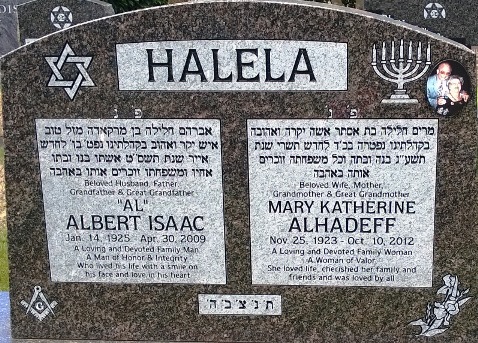 HALELA
פ נ
אברהם חלילה בן מרקאדה מזל טוב
איש יקר ואהוב בקהלתינו נפט׳ בו׳ לחדש
אייר שנת תשס״ט אשתו בנו ובתו
אחיו ומשפחתו זוכרים אותו באהבה
Beloved Husband, Father
Grandfather & Great Grandfather
"AL"
ALBERT ISAAC
Jan. 14, 1925 - Apr. 30, 2009
A Loving and Devoted Family Man
A Man of Honor & Integrity
Who lived his life with a smile on
his face and love in his heart
פ נ
מרים חלילה בת אסתר אשה יקרה ואהובה
בקהלתינו נפטרה בכ״ד לחדש תשרי שנת
תשע״ג בנה ובתה וכל משפחתה זוכרים
אותה באהבה
Beloved Wife, Mother,
Grandmother & Great Grandmother
MARY KATHERINE
ALHADEFF
Nov. 25, 1923 - Oct. 10, 2012
A Loving and Devoted Family Woman
A Woman of Valor,
She loved life, cherished her family and
friends and was loved by all
ת׳נ׳צ׳ב׳ה׳
G